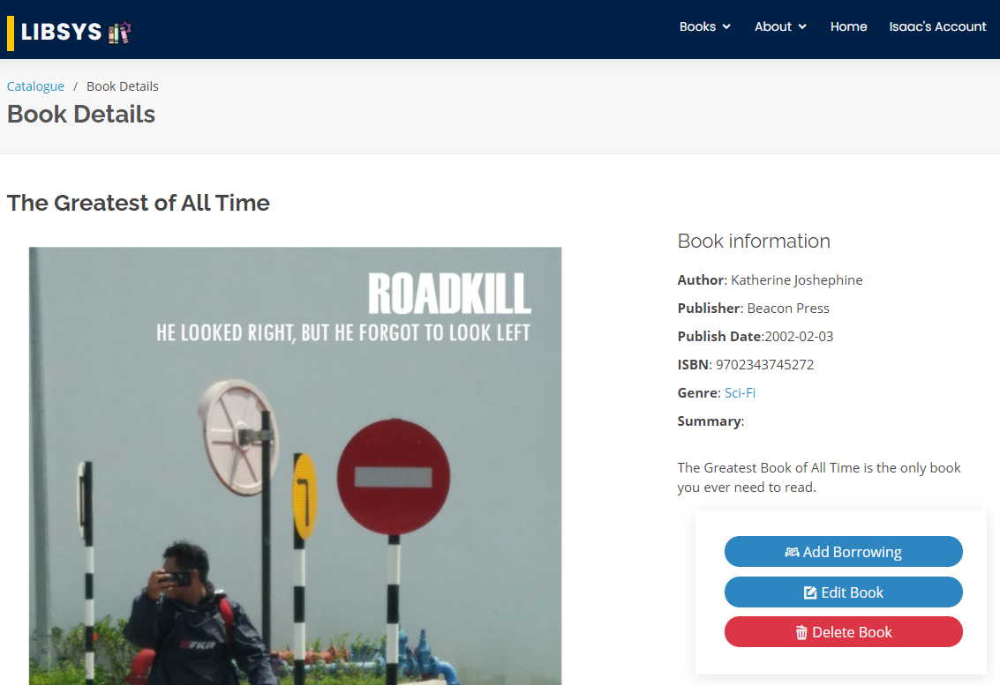 LIBSYS
Books
About
Home
Isaac's Account
Catalogue / Book Details
Book Details
The Greatest of All Time
ROADKILL
HE LOOKED RIGHT, BUT HE FORGOT TO LOOK LEFT
FKR
Book information
Author: Katherine Joshephine
Publisher: Beacon Press
Publish Date:2002-02-03
ISBN: 9702343745272
Genre: Sci-Fi
Summary:
The Greatest Book of All Time is the only book
you ever need to read.
Add Borrowing
Edit Book
Delete Book